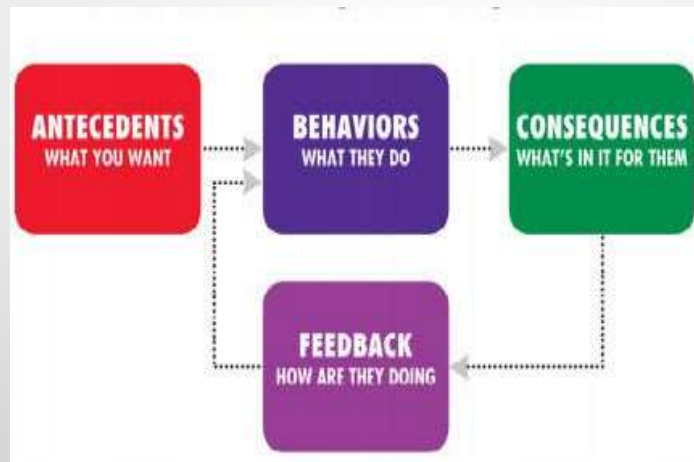 ANTECEDENTS
WHAT YOU WANT
BEHAVIORS
WHAT THEY DO
CONSEQUENCES
WHAT'S IN IT FOR THEM
FEEDBACK
HOW ARE THEY DOING